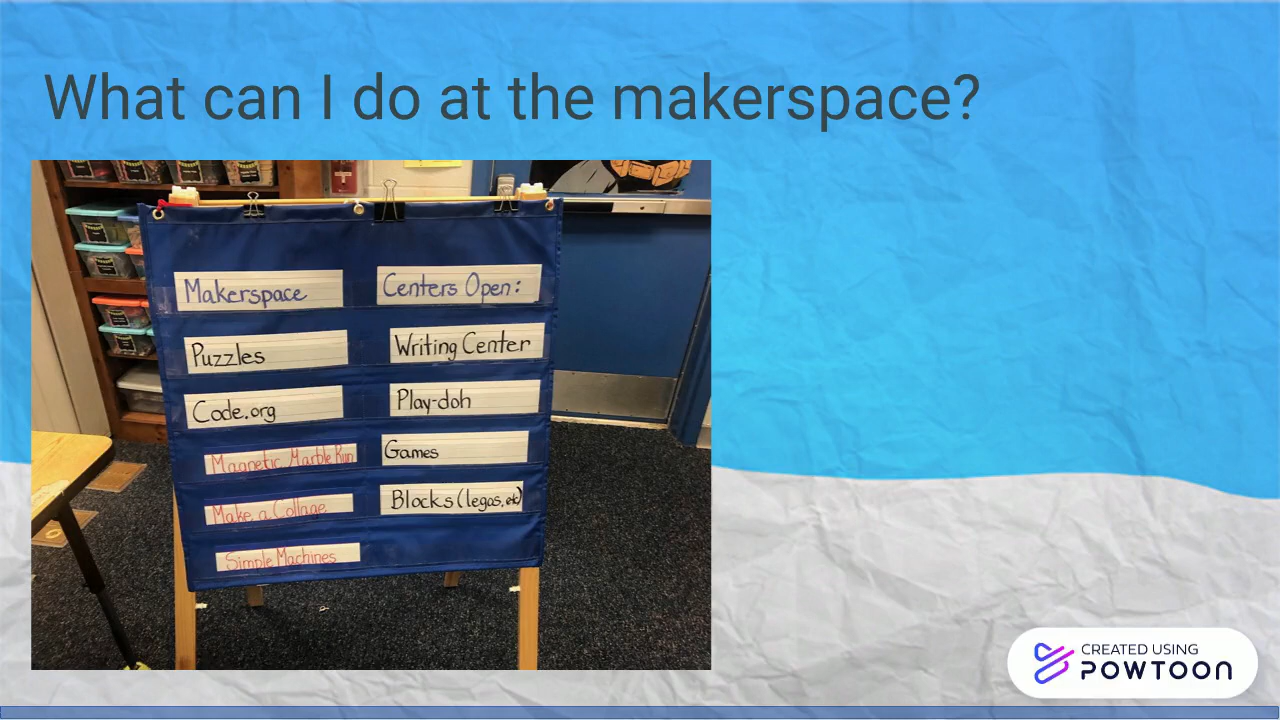 What can I do at the makerspace?
Makerspace
Centers Open:
Puzzles
Writing Center
Code.org
Play-doh
Magnetic Marble Run
Games
Make a Collage
Blocks (legos, etc)
Simple Machines
CREATED USING
POWTOON